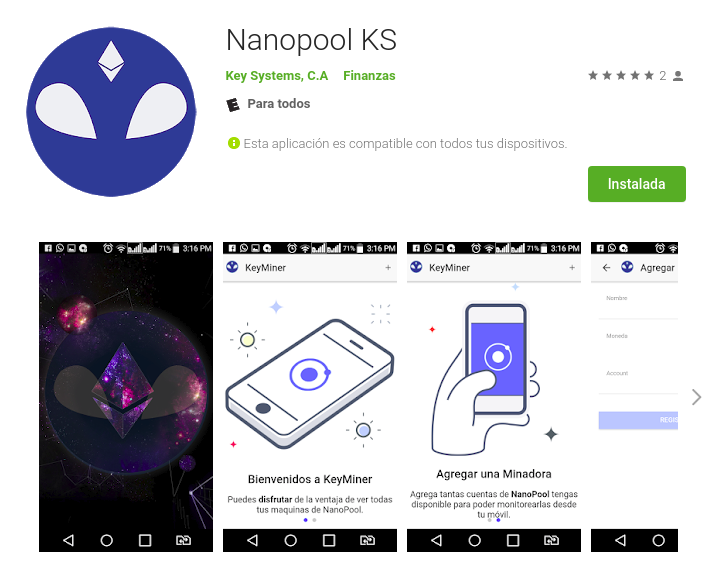 Nanopool KS
Key Systems, C.A Finanzas
2
E Para todos
Esta aplicación es compatible con todos tus dispositivos.
Instalada
71% 3:16 PM
71% 3:16 PM
KeyMiner +
Bienvenidos a KeyMiner
Puedes disfrutar de la ventaja de ver todas
tus maquinas de NanoPool.
71% 3:16 PM
KeyMiner +
Agregar una Minadora
Agrega tantas cuentas de NanoPool tengas
disponible para poder monitorearlas desde
tu móvil.
Agregar
Nombre
Moneda
Account
REGIS